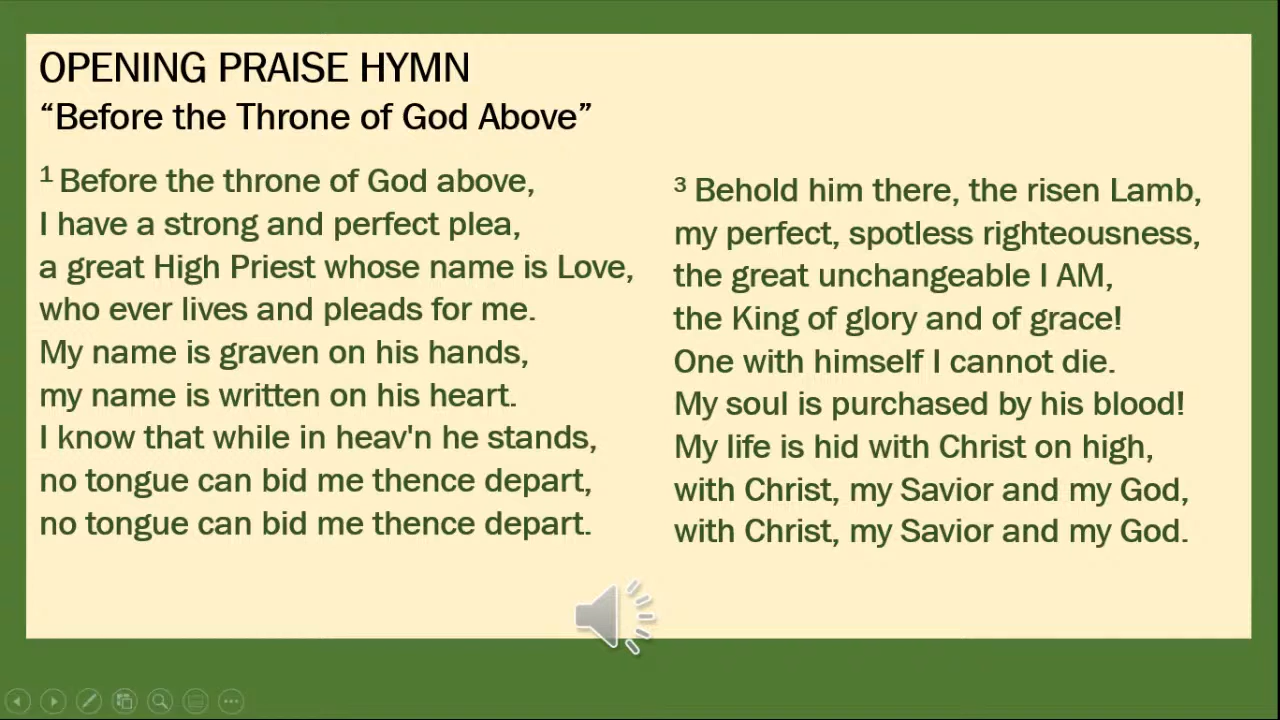 OPENING PRAISE HYMN
“Before the Throne of God Above”
1 Before the throne of God above,
I have a strong and perfect plea,
a great High Priest whose name is Love,
who ever lives and pleads for me.
My name is graven on his hands,
my name is written on his heart.
I know that while in heav'n he stands,
no tongue can bid me thence depart,
no tongue can bid me thence depart.
3 Behold him there, the risen Lamb,
my perfect, spotless righteousness,
the great unchangeable I AM,
the King of glory and of grace!
One with himself I cannot die.
My soul is purchased by his blood!
My life is hid with Christ on high,
with Christ, my Savior and my God,
with Christ, my Savior and my God.